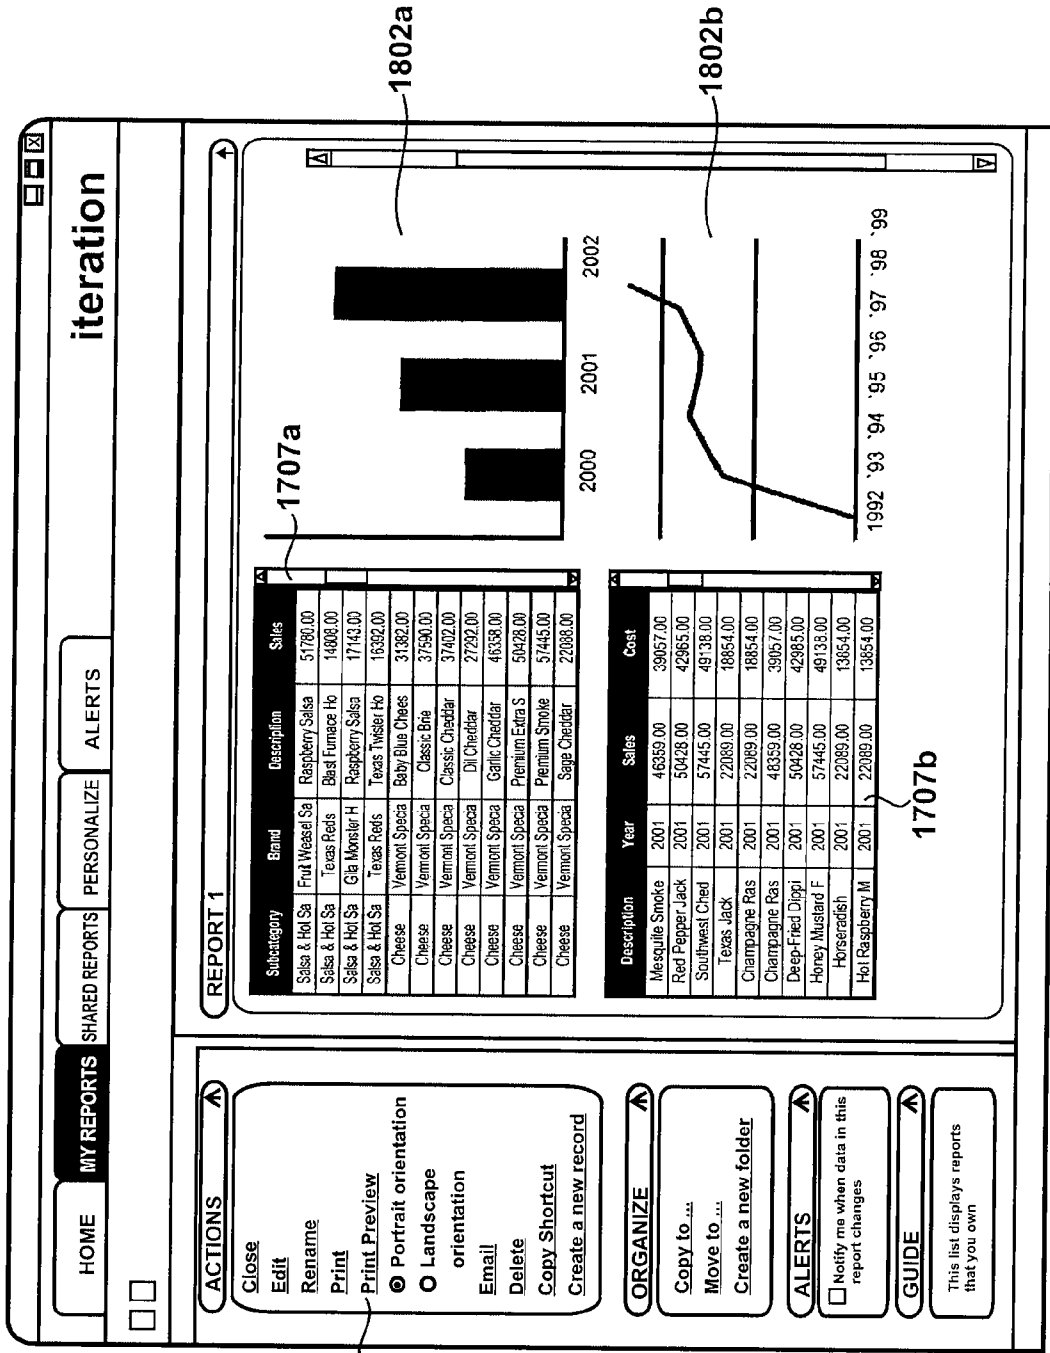 iteration
HOME
MY REPORTS
SHARED REPORTS
PERSONALIZE
ALERTS
ACTIONS
Close
Edit
Rename
Print
Print Preview
Portrait orientation
Landscape
orientation
Email
Delete
Copy Shortcut
Create a new record
ORGANIZE
Copy to ...
Move to ...
Create a new folder
ALERTS
Notify me when data in this
report changes
GUIDE
This list displays reports
that you own
REPORT 1
Subcategory Brand Description Sales
Salsa & Hot Sa Fruit Weesel Sa Raspberry Salsa 51780.00
Salsa & Hot Sa Texas Reds Blast Furnace Ho 14808.00
Salsa & Hot Sa Gila Monster H Raspberry Salsa 17143.00
Salsa & Hot Sa Texas Reds Texas Twister Ho 16392.00
Cheese Vermont Specia Baby Blue Chees 31382.00
Cheese Vermont Specia Classic Brie 37590.00
Cheese Vermont Specia Classic Cheddar 37402.00
Cheese Vermont Specia Dil Cheddar 27292.00
Cheese Vermont Specia Garlic Cheddar 46358.00
Cheese Vermont Specia Premium Extra S 50428.00
Cheese Vermont Specia Premium Smoke 57445.00
Cheese Vermont Specia Sage Cheddar 22088.00
1707a
2000 2001 2002
1802a
Description Year Sales Cost
Mesquite Smoke 2001 46359.00 39057.00
Red Pepper Jack 2001 50428.00 42965.00
Southwest Ched 2001 57445.00 49138.00
Texas Jack 2001 22089.00 18854.00
Champagne Ras 2001 22089.00 18854.00
Champagne Ras 2001 48359.00 39057.00
Deep-Fried Dippi 2001 50428.00 42985.00
Honey Mustard F 2001 57445.00 49138.00
Horseradish 2001 22089.00 13854.00
Hot Raspberry M 2001 22089.00 13854.00
1707b
1992 '93 '94 '95 '96 '97 '98 '99
1802b